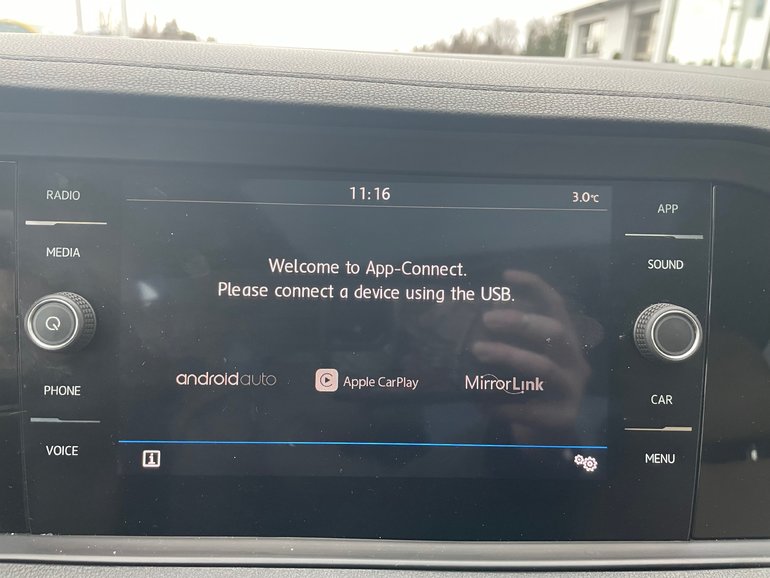 RADIO
MEDIA
PHONE
VOICE
11:16
3.0°C
Welcome to App-Connect.
Please connect a device using the USB.
androidauto
Apple CarPlay
MirrorLink
i
APP
SOUND
CAR
MENU